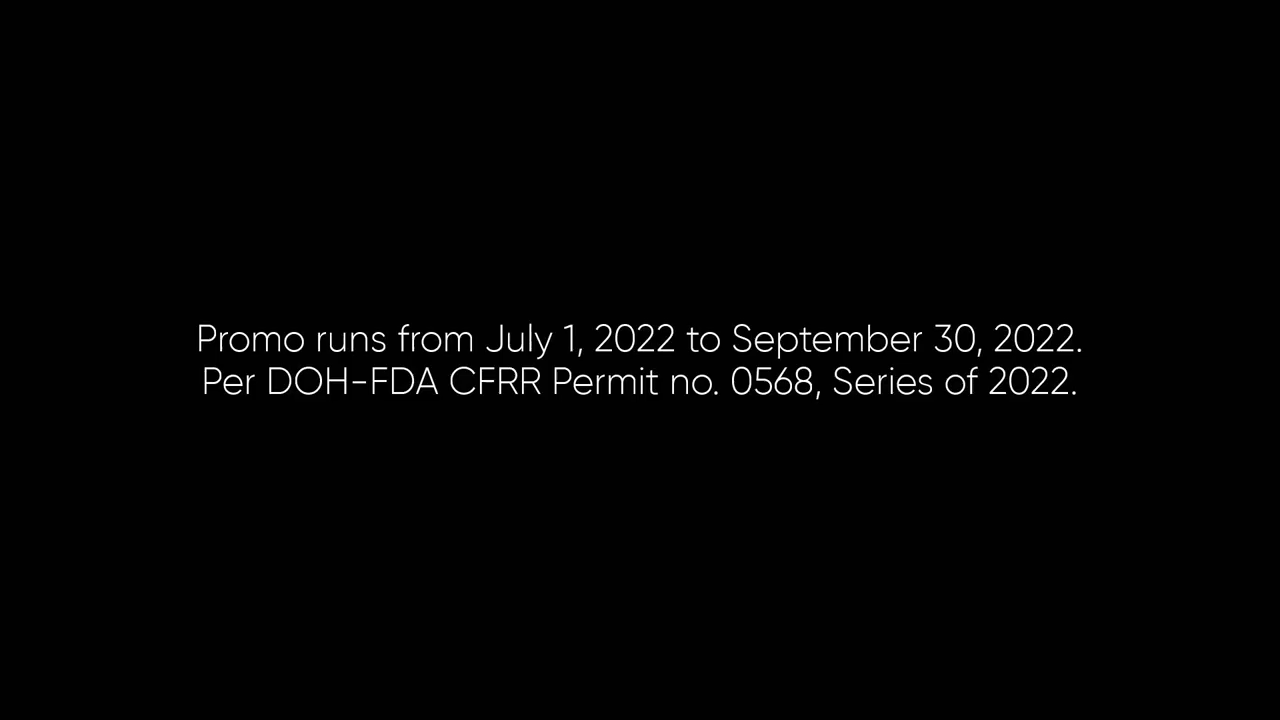 Promo runs from July 1, 2022 to September 30, 2022.
Per DOH-FDA CFRR Permit no. 0568, Series of 2022.